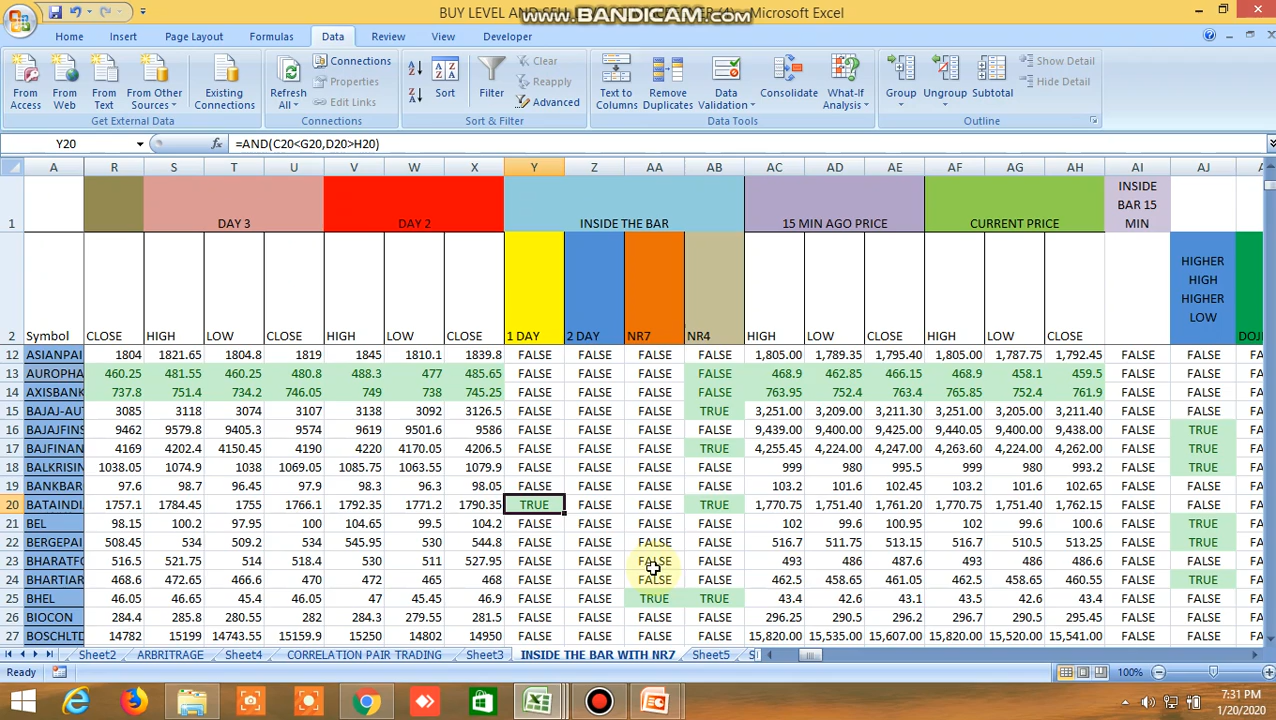 BUY LEVEL AND SELL Microsoft Excel
www.BANDICAM.com
Home Insert Page Layout Formulas Data Review View Developer
From Access From Web From Text From Other Sources Existing Connections Refresh All Connections Properties Edit Links Sort Filter Clear Reapply Advanced Text to Columns Remove Duplicates Data Validation Consolidate What-If Analysis Group Ungroup Subtotal Show Detail Hide Detail
Get External Data Connections Sort & Filter Data Tools Outline
Y20 fx =AND(C20<G20,D20>H20)
A R S T U V W X Y Z AA AB AC AD AE AF AG AH AI AJ
1 DAY 3 DAY 2 INSIDE THE BAR 15 MIN AGO PRICE CURRENT PRICE INSIDE BAR 15 MIN
2 Symbol CLOSE HIGH LOW CLOSE HIGH LOW CLOSE 1 DAY 2 DAY NR7 NR4 HIGH LOW CLOSE HIGH LOW CLOSE HIGHER HIGH HIGHER LOW DOJ
12 ASIANPAI 1804 1821.65 1804.8 1819 1845 1810.1 1839.8 FALSE FALSE FALSE FALSE 1,805.00 1,789.35 1,795.40 1,805.00 1,787.75 1,792.45 FALSE FALSE
13 AUROPHA 460.25 481.55 460.25 480.8 488.3 477 485.65 FALSE FALSE FALSE FALSE 468.9 462.85 466.15 468.9 458.1 459.5 FALSE FALSE
14 AXISBANK 737.8 751.4 734.2 746.05 749 738 745.25 FALSE FALSE FALSE FALSE 763.95 752.4 763.4 765.85 752.4 761.9 FALSE FALSE
15 BAJAJ-AUT 3085 3118 3074 3107 3138 3092 3126.5 FALSE FALSE FALSE TRUE 3,251.00 3,209.00 3,211.30 3,251.00 3,205.00 3,211.40 FALSE FALSE
16 BAJAJFINS 9462 9579.8 9405.3 9574 9619 9501.6 9586 FALSE FALSE FALSE FALSE 9,439.00 9,400.00 9,425.00 9,440.05 9,400.00 9,438.00 FALSE TRUE
17 BAJFINAN 4169 4202.4 4150.45 4190 4220 4170.05 4206.5 FALSE FALSE FALSE TRUE 4,255.45 4,224.00 4,247.00 4,263.60 4,224.00 4,262.00 FALSE TRUE
18 BALKRISIN 1038.05 1074.9 1038 1069.05 1085.75 1063.55 1079.9 FALSE FALSE FALSE FALSE 999 980 995.5 999 980 993.2 FALSE TRUE
19 BANKBAR 97.6 98.7 96.45 97.9 98.3 96.3 98.05 FALSE FALSE FALSE FALSE 103.2 101.6 102.45 103.2 101.6 102.65 FALSE FALSE
20 BATAINDI 1757.1 1784.45 1755 1766.1 1792.35 1771.2 1790.35 TRUE FALSE FALSE TRUE 1,770.75 1,751.40 1,761.20 1,770.75 1,751.40 1,762.15 FALSE FALSE
21 BEL 98.15 100.2 97.95 100 104.65 99.5 104.2 FALSE FALSE FALSE FALSE 102 99.6 100.95 102 99.6 100.6 FALSE TRUE
22 BERGEPAI 508.45 534 509.2 534 545.95 530 544.8 FALSE FALSE FALSE FALSE 516.7 511.75 513.15 516.7 510.5 513.25 FALSE TRUE
23 BHARATFO 516.5 521.75 514 518.4 530 511 527.95 FALSE FALSE FALSE FALSE 493 486 487.6 493 486 486.6 FALSE FALSE
24 BHARTIAR 468.6 472.65 466.6 470 472 465 468 FALSE FALSE FALSE FALSE 462.5 458.65 461.05 462.5 458.65 460.55 FALSE TRUE
25 BHEL 46.05 46.65 45.4 46.05 47 45.45 46.9 FALSE FALSE TRUE TRUE 43.4 42.6 43.1 43.5 42.6 43.4 FALSE FALSE
26 BIOCON 284.4 285.8 280.55 282 284.3 279.55 281.5 FALSE FALSE FALSE FALSE 296.25 290.5 296.2 296.25 290.5 295.45 FALSE FALSE
27 BOSCHLTD 14782 15199 14743.55 15159.9 15250 14802 14950 FALSE FALSE FALSE FALSE 15,820.00 15,535.00 15,607.00 15,820.00 15,520.00 15,541.00 FALSE FALSE
Sheet2 ARBRITRAGE Sheet4 CORRELATION PAIR TRADING Sheet3 INSIDE THE BAR WITH NR7 Sheet5 S
Ready 100%
7:31 PM
1/20/2020